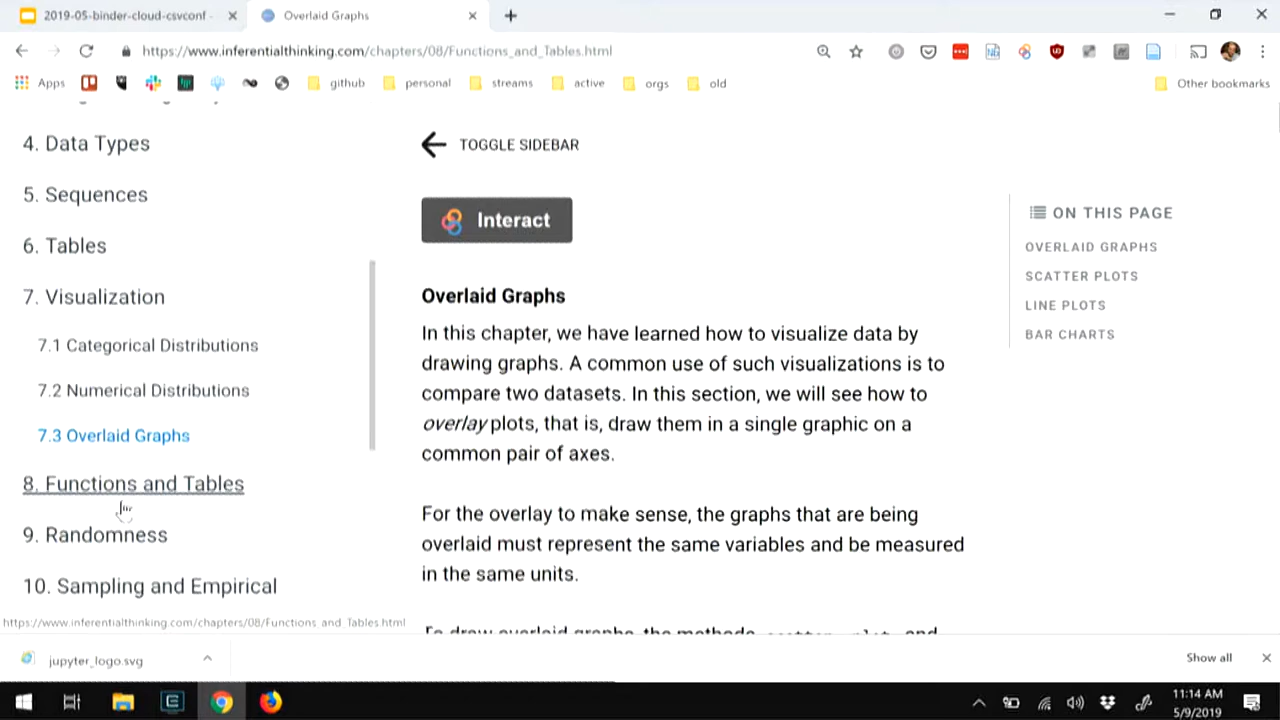 2019-05-binder-cloud-csvconf -
Overlaid Graphs
https://www.inferentialthinking.com/chapters/08/Functions_and_Tables.html
Apps
github
personal
streams
active
orgs
old
Other bookmarks
4. Data Types
5. Sequences
6. Tables
7. Visualization
7.1 Categorical Distributions
7.2 Numerical Distributions
7.3 Overlaid Graphs
8. Functions and Tables
9. Randomness
10. Sampling and Empirical
https://www.inferentialthinking.com/chapters/08/Functions_and_Tables.html
TOGGLE SIDEBAR
Interact
Overlaid Graphs
In this chapter, we have learned how to visualize data by
drawing graphs. A common use of such visualizations is to
compare two datasets. In this section, we will see how to
overlay plots, that is, draw them in a single graphic on a
common pair of axes.
For the overlay to make sense, the graphs that are being
overlaid must represent the same variables and be measured
in the same units.
To draw overlaid graphs, the methods
and
ON THIS PAGE
OVERLAID GRAPHS
SCATTER PLOTS
LINE PLOTS
BAR CHARTS
jupyter_logo.svg
Show all
11:14 AM
5/9/2019